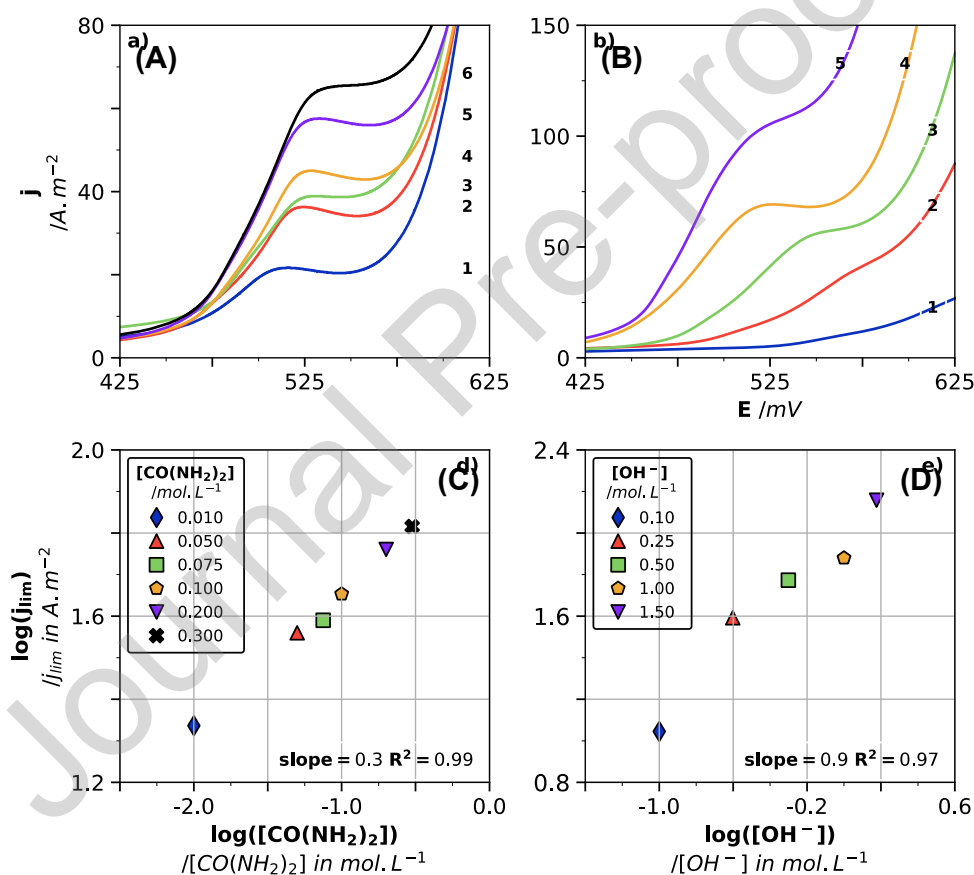 Journal Pre-proo
80
a)
(A)
6
5
4
3
2
1
40
0
j
/A. m⁻²
425
525
625
150
b)
(B)
5
4
3
2
1
100
50
0
425
525
625
E /mV
2.0
1.6
1.2
log(j_lim)
/j_lim in A. m⁻²
[CO(NH₂)₂]
/mol. L⁻¹
0.010
0.050
0.075
0.100
0.200
0.300
d)
(C)
slope = 0.3 R² = 0.99
-2.0
-1.0
0.0
log([CO(NH₂)₂])
/[CO(NH₂)₂] in mol. L⁻¹
2.4
1.6
0.8
[OH⁻]
/mol. L⁻¹
0.10
0.25
0.50
1.00
1.50
e)
(D)
slope = 0.9 R² = 0.97
-1.0
-0.2
0.6
log([OH⁻])
/[OH⁻] in mol. L⁻¹